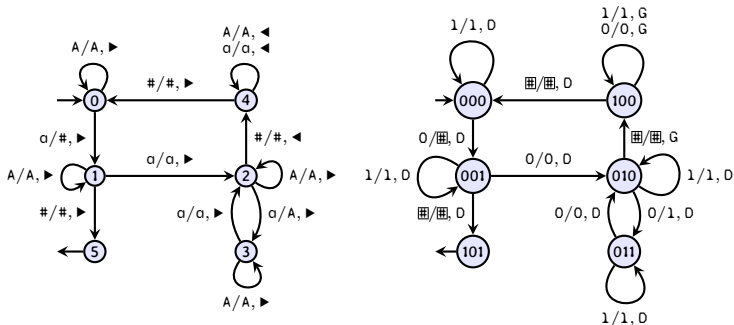 A/A, ▶
0
a/#, ▶
A/A, ▶
1
#/#, ▶
5
#/#, ▶
A/A, ◀
a/a, ◀
4
#/#, ◀
a/a, ▶
2
A/A, ▶
a/a, ▶
a/A, ▶
3
A/A, ▶
1/1, D
000
0/⌗, D
1/1, D
001
⌗/⌗, D
101
⌗/⌗, D
1/1, G
0/0, G
100
⌗/⌗, G
0/0, D
010
1/1, D
0/0, D
0/1, D
011
1/1, D